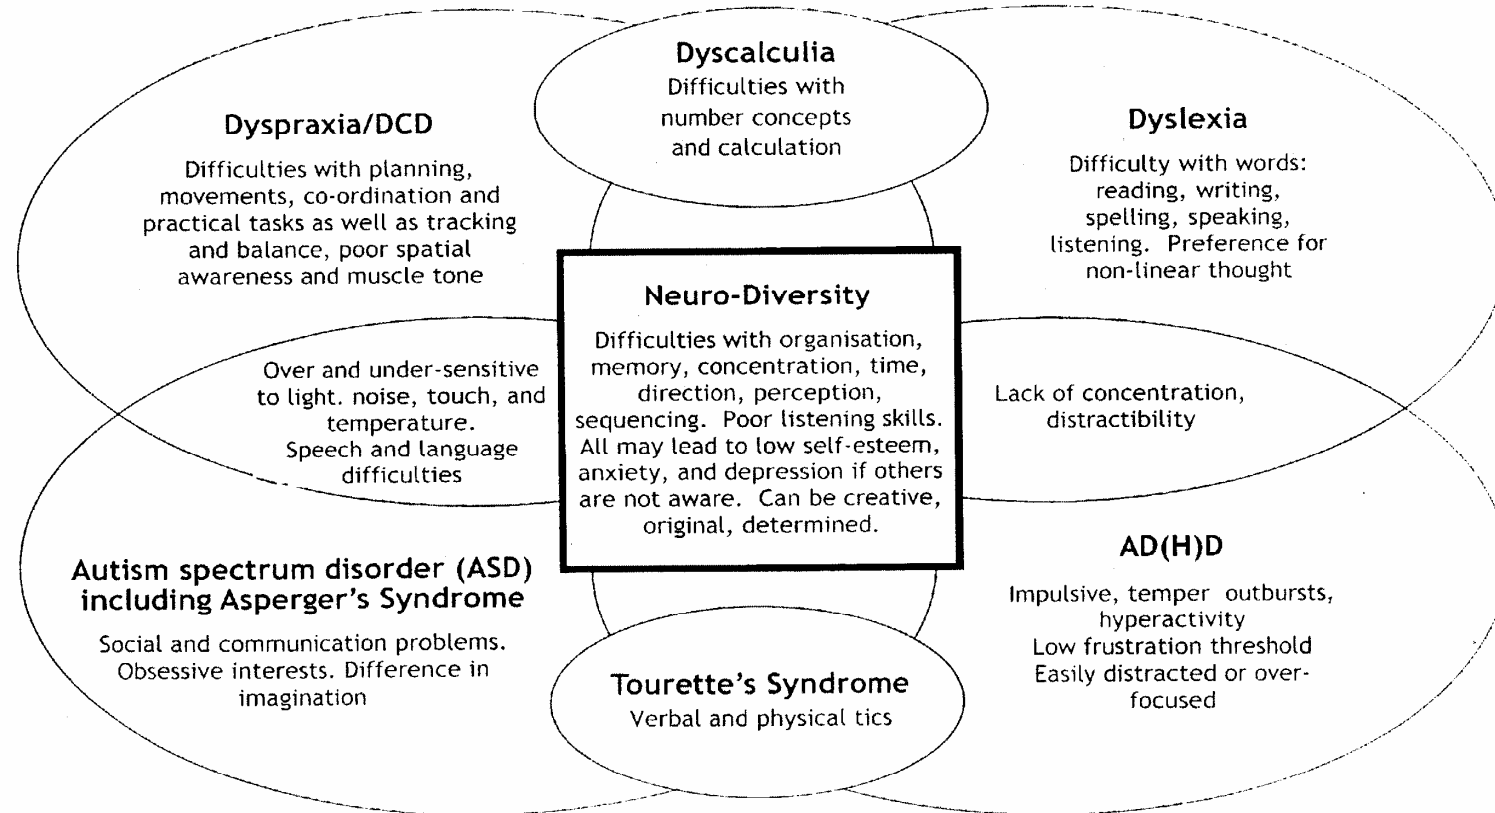 Dyscalculia
Difficulties with
number concepts
and calculation
Dyspraxia/DCD
Difficulties with planning,
movements, co-ordination and
practical tasks as well as tracking
and balance, poor spatial
awareness and muscle tone
Dyslexia
Difficulty with words:
reading, writing,
spelling, speaking,
listening. Preference for
non-linear thought
Neuro-Diversity
Difficulties with organisation,
memory, concentration, time,
direction, perception,
sequencing. Poor listening skills.
All may lead to low self-esteem,
anxiety, and depression if others
are not aware. Can be creative,
original, determined.
Over and under-sensitive
to light. noise, touch, and
temperature.
Speech and language
difficulties
Lack of concentration,
distractibility
Autism spectrum disorder (ASD)
including Asperger's Syndrome
Social and communication problems.
Obsessive interests. Difference in
imagination
Tourette's Syndrome
Verbal and physical tics
AD(H)D
Impulsive, temper outbursts,
hyperactivity
Low frustration threshold
Easily distracted or over-
focused